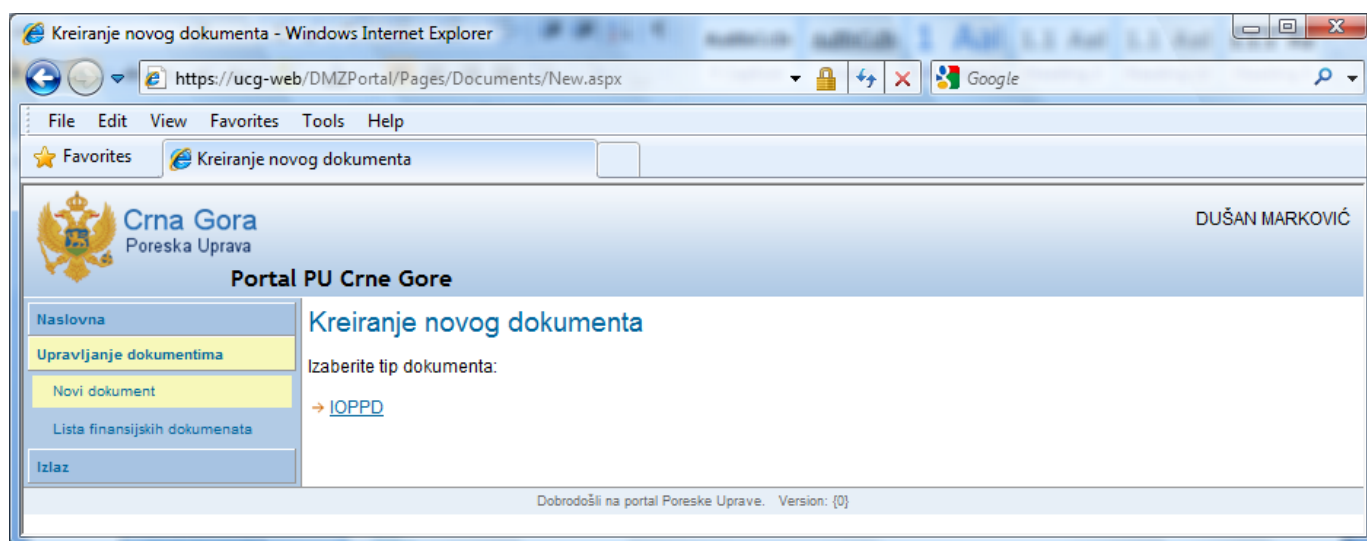 Kreiranje novog dokumenta - Windows Internet Explorer
https://ucg-web/DMZPortal/Pages/Documents/New.aspx
Google
File Edit View Favorites Tools Help
Favorites
Kreiranje novog dokumenta
Crna Gora
Poreska Uprava
DUŠAN MARKOVIĆ
Portal PU Crne Gore
Naslovna
Upravljanje dokumentima
Novi dokument
Lista finansijskih dokumenata
Izlaz
Kreiranje novog dokumenta
Izaberite tip dokumenta:
→ IOPPD
Dobrodošli na portal Poreske Uprave. Version: {0}